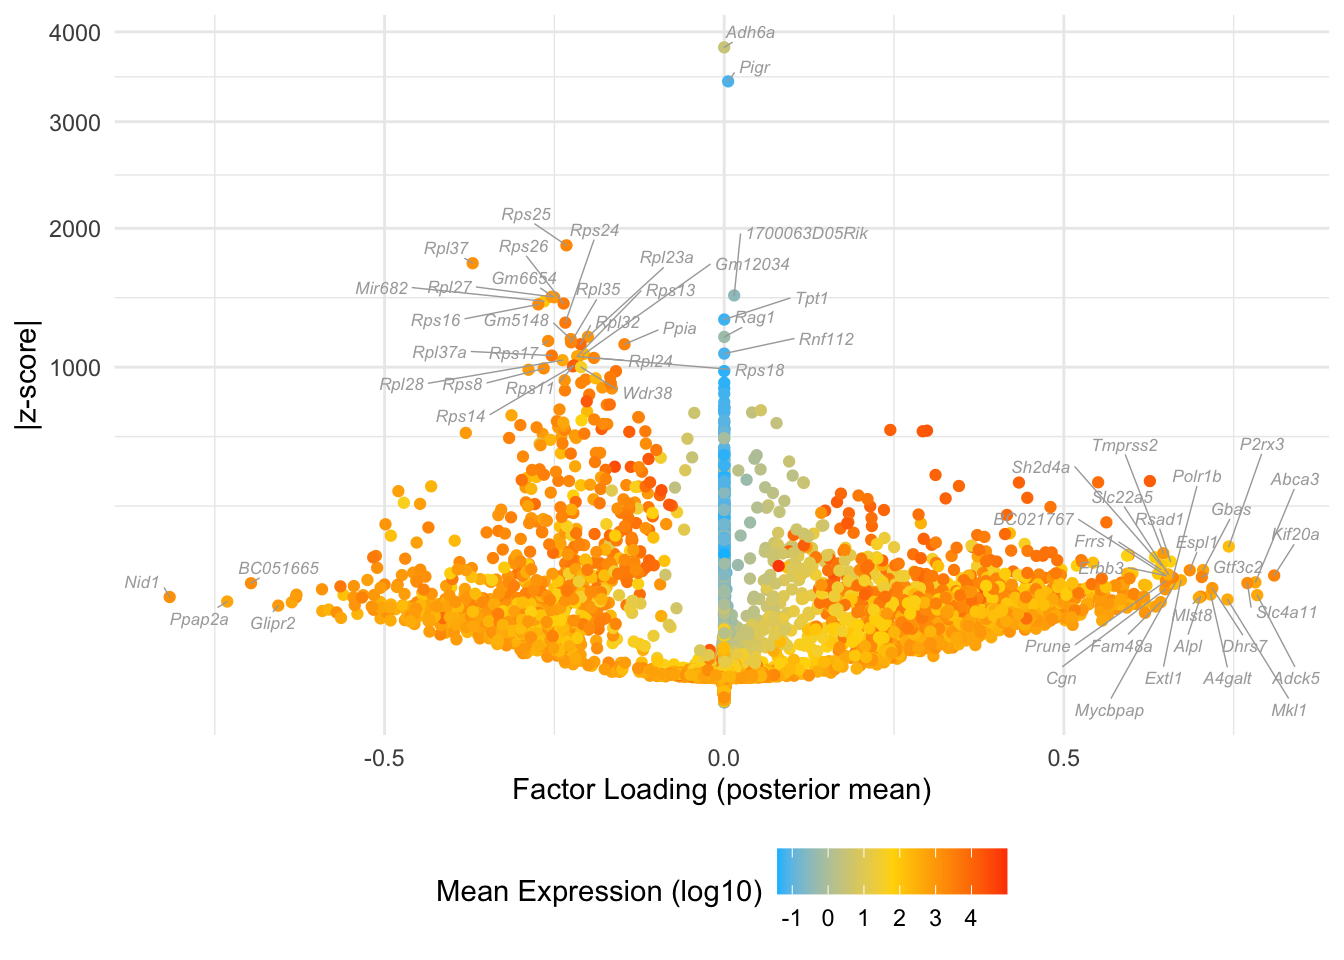 4000
3000
2000
1000
|z-score|
Adh6a
Pigr
Rps25
Rps24
1700063D05Rik
Rpl37
Rps26
Rpl23a
Gm12034
Gm6654
Mir682
Rpl27
Rpl35
Rps13
Tpt1
Rps16
Gm5148
Rpl32
Rag1
Ppia
Rnf112
Rpl37a
Rps17
Rpl24
Rps18
Rpl28
Rps8
Rps11
Wdr38
Rps14
Tmprss2
P2rx3
Sh2d4a
Polr1b
Abca3
Slc22a5
Gbas
BC021767
Rsad1
Kif20a
Frrs1
Espl1
Erbb3
Gtf3c2
Nid1
BC051665
Ppap2a
Glipr2
Mlst8
Slc4a11
Prune
Fam48a
Alpl
Dhrs7
Cgn
Extl1
A4galt
Adck5
Mycbpap
Mkl1
-0.5 0.0 0.5
Factor Loading (posterior mean)
Mean Expression (log10)
-1 0 1 2 3 4